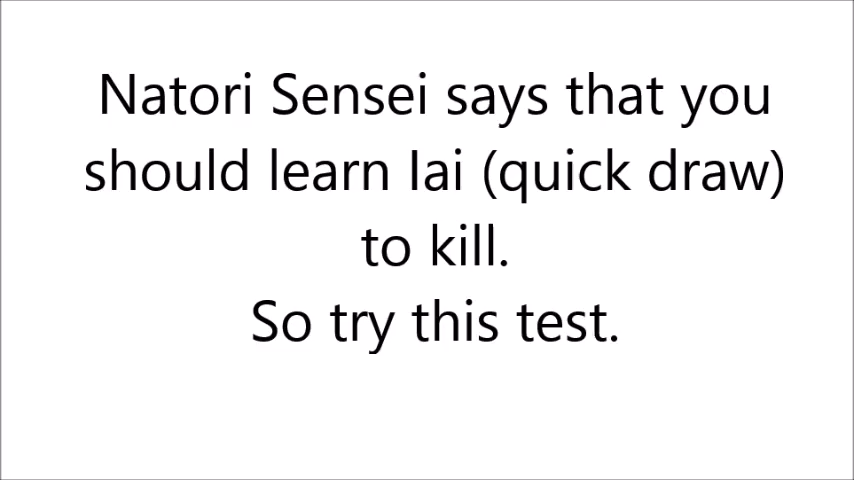 Natori Sensei says that you
should learn Iai (quick draw)
to kill.
So try this test.